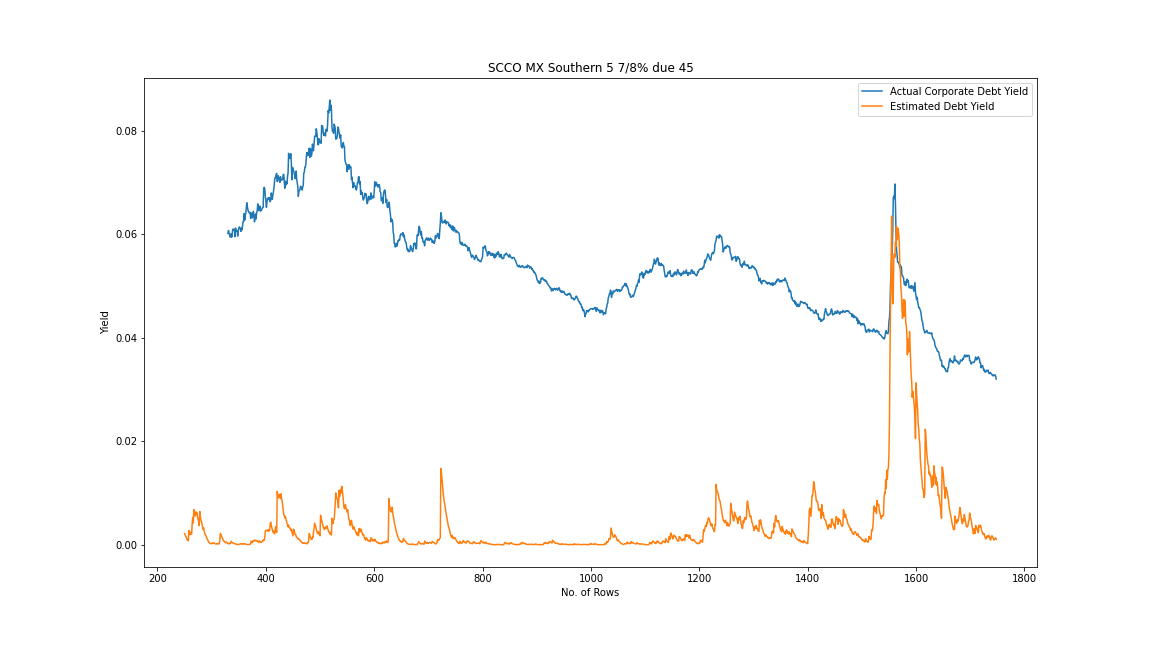 SCCO MX Southern 5 7/8% due 45
Actual Corporate Debt Yield
Estimated Debt Yield
Yield
0.08
0.06
0.04
0.02
0.00
200 400 600 800 1000 1200 1400 1600 1800
No. of Rows